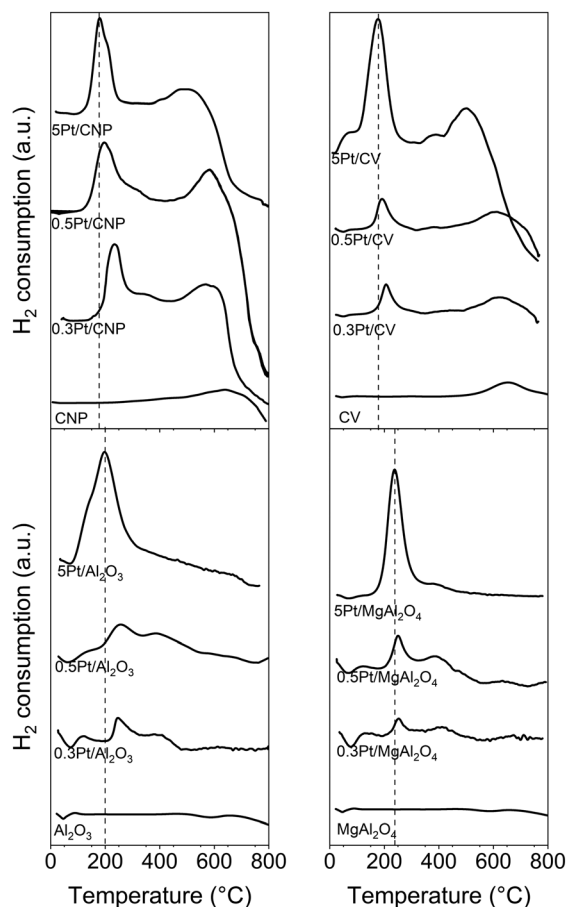 H₂ consumption (a.u.)
5Pt/CNP
0.5Pt/CNP
0.3Pt/CNP
CNP
5Pt/CV
0.5Pt/CV
0.3Pt/CV
CV
H₂ consumption (a.u.)
5Pt/Al₂O₃
0.5Pt/Al₂O₃
0.3Pt/Al₂O₃
Al₂O₃
0 200 400 600 800
Temperature (°C)
5Pt/MgAl₂O₄
0.5Pt/MgAl₂O₄
0.3Pt/MgAl₂O₄
MgAl₂O₄
0 200 400 600 800
Temperature (°C)